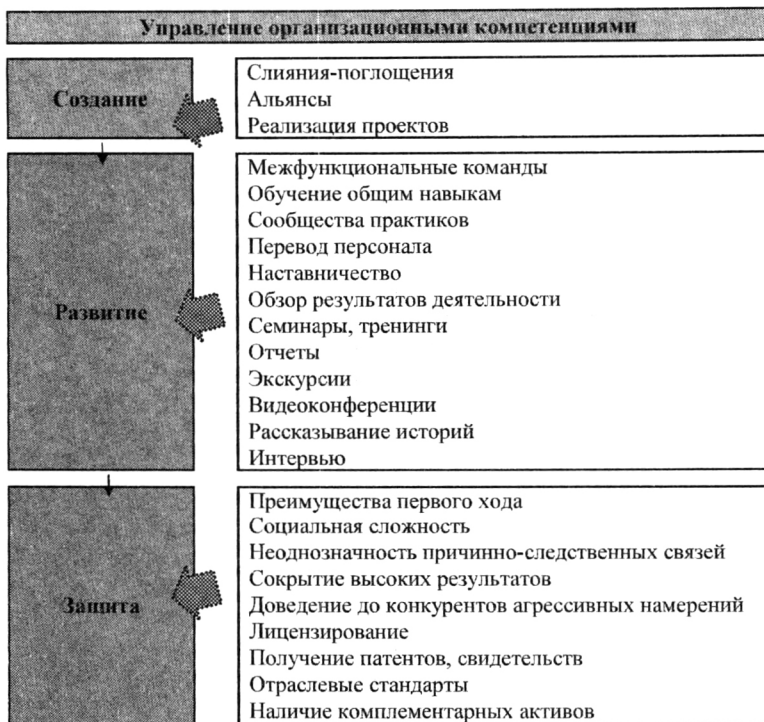 Управление организационными компетенциями
Создание
Слияния-поглощения
Альянсы
Реализация проектов
Развитие
Межфункциональные команды
Обучение общим навыкам
Сообщества практиков
Перевод персонала
Наставничество
Обзор результатов деятельности
Семинары, тренинги
Отчеты
Экскурсии
Видеоконференции
Рассказывание историй
Интервью
Защита
Преимущества первого хода
Социальная сложность
Неоднозначность причинно-следственных связей
Сокрытие высоких результатов
Доведение до конкурентов агрессивных намерений
Лицензирование
Получение патентов, свидетельств
Отраслевые стандарты
Наличие комплементарных активов